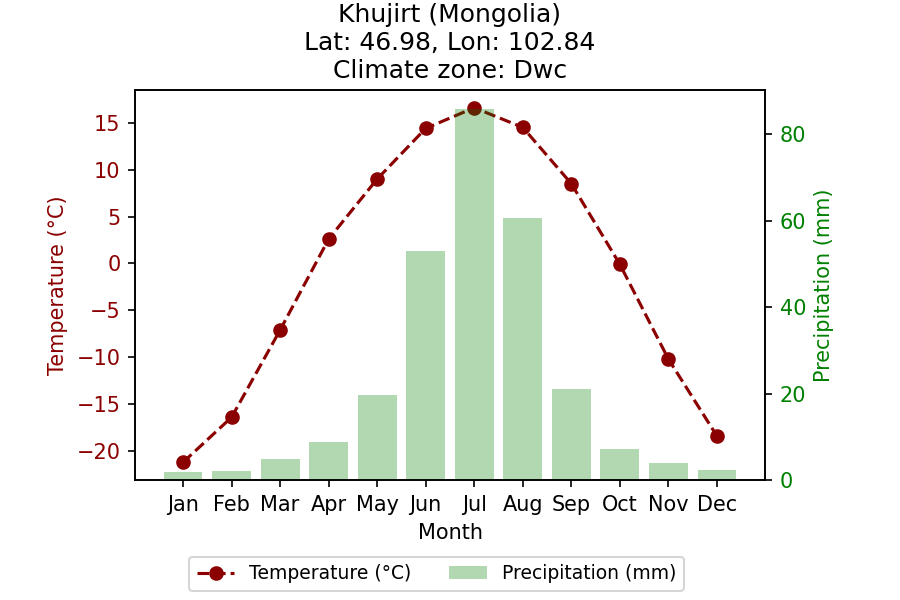 Khujirt (Mongolia)
Lat: 46.98, Lon: 102.84
Climate zone: Dwc
Temperature (°C)
15
10
5
0
−5
−10
−15
−20
Precipitation (mm)
80
60
40
20
0
Jan Feb Mar Apr May Jun Jul Aug Sep Oct Nov Dec
Month
Temperature (°C) Precipitation (mm)